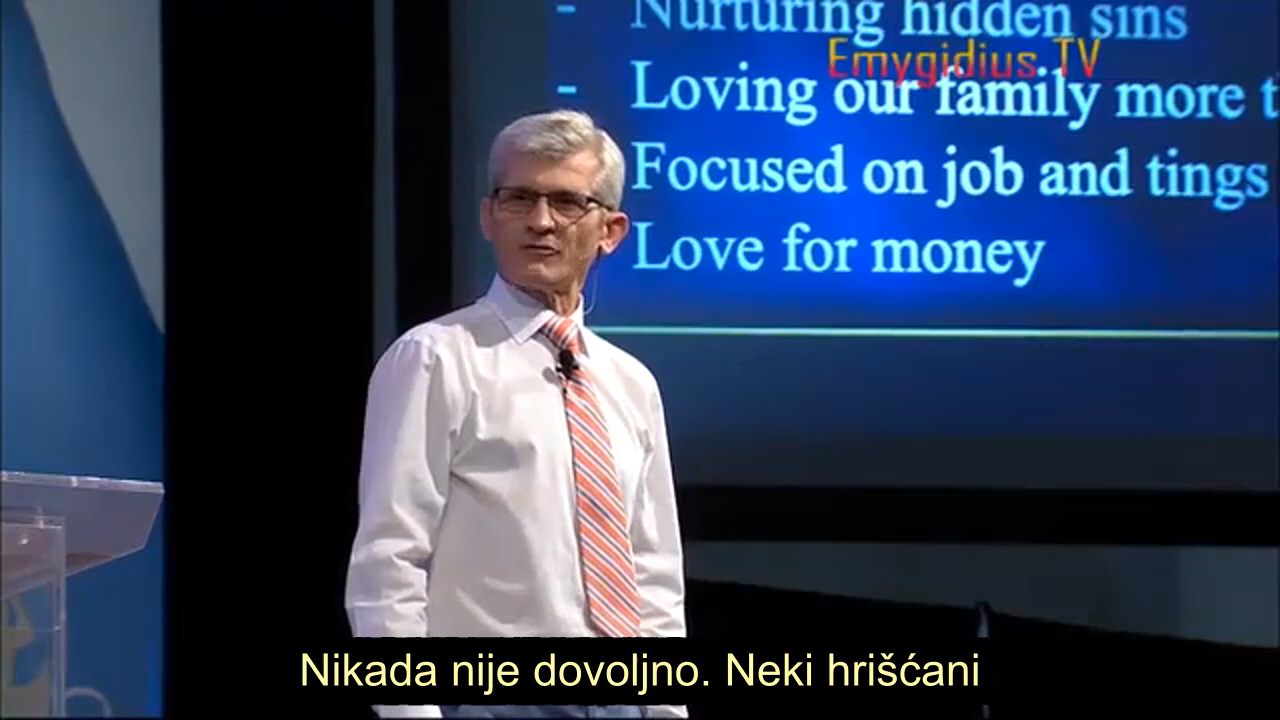 - Nurturing hidden sins
Emygidius TV
- Loving our family more t
Focused on job and tings
Love for money
Nikada nije dovoljno. Neki hrišćani